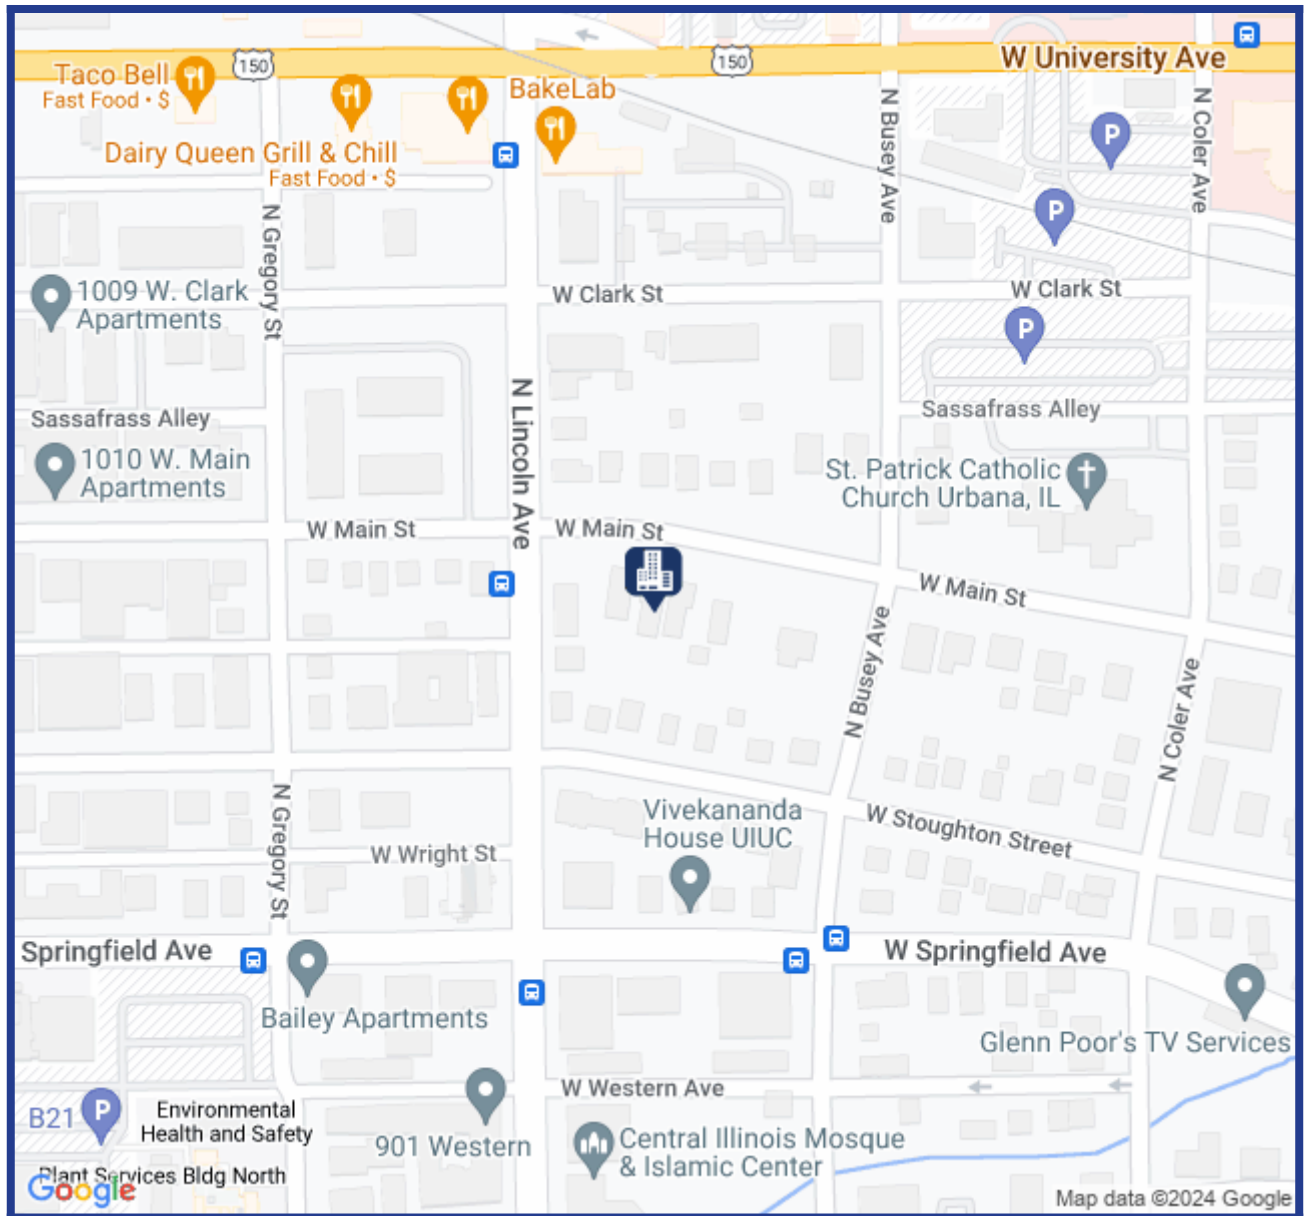 150
150
W University Ave
Taco Bell
Fast Food • $
BakeLab
Dairy Queen Grill & Chill
Fast Food • $
N Busey Ave
N Coler Ave
P
P
N Gregory St
1009 W. Clark
Apartments
W Clark St
W Clark St
P
N Lincoln Ave
Sassafrass Alley
Sassafrass Alley
1010 W. Main
Apartments
St. Patrick Catholic
Church Urbana, IL
W Main St
W Main St
W Main St
N Busey Ave
N Coler Ave
N Gregory St
Vivekananda
House UIUC
W Stoughton Street
W Wright St
Springfield Ave
W Springfield Ave
Bailey Apartments
Glenn Poor's TV Services
W Western Ave
B21
P
Environmental
Health and Safety
901 Western
Central Illinois Mosque
& Islamic Center
Plant Services Bldg North
Google
Map data ©2024 Google